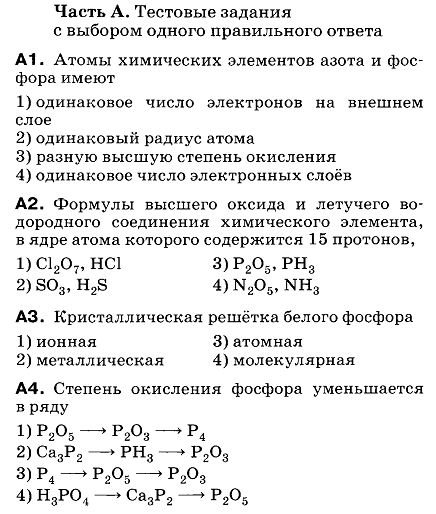 Часть А. Тестовые задания
с выбором одного правильного ответа
А1. Атомы химических элементов азота и фос-
фора имеют
1) одинаковое число электронов на внешнем
слое
2) одинаковый радиус атома
3) разную высшую степень окисления
4) одинаковое число электронных слоёв
А2. Формулы высшего оксида и летучего во-
дородного соединения химического элемента,
в ядре атома которого содержится 15 протонов,
1) Cl₂O₇, HCl 3) P₂O₅, PH₃
2) SO₃, H₂S 4) N₂O₅, NH₃
А3. Кристаллическая решётка белого фосфора
1) ионная 3) атомная
2) металлическая 4) молекулярная
А4. Степень окисления фосфора уменьшается
в ряду
1) P₂O₅ ⟶ P₂O₃ ⟶ P₄
2) Ca₃P₂ ⟶ PH₃ ⟶ P₂O₃
3) P₄ ⟶ P₂O₅ ⟶ P₂O₃
4) H₃PO₄ ⟶ Ca₃P₂ ⟶ P₂O₅